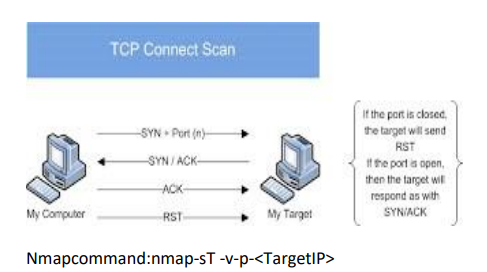 TCP Connect Scan
SYN + Port (n)
SYN / ACK
ACK
RST
My Computer
My Target
If the port is closed,
the target will send
RST
If the port is open,
then the target will
respond as with
SYN/ACK
Nmapcommand:nmap-sT -v-p-<TargetIP>